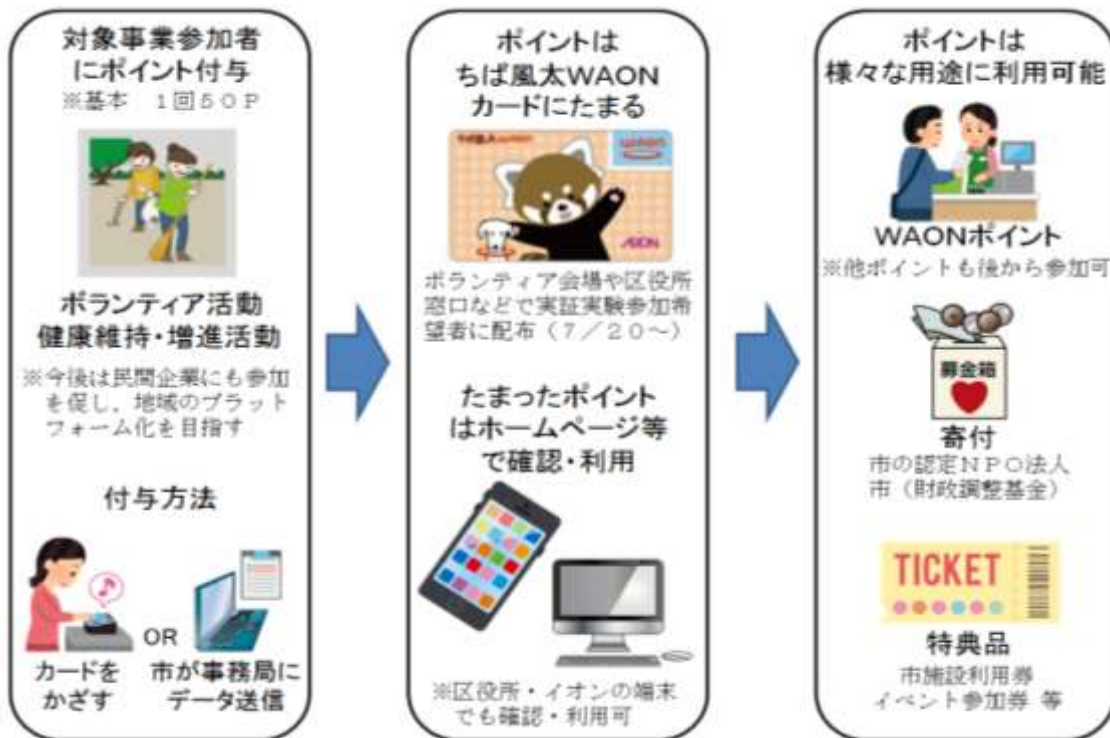 対象事業参加者
にポイント付与
※基本　１回５０Ｐ
ボランティア活動
健康維持・増進活動
※今後は民間企業にも参加
を促し、地域のプラット
フォーム化を目指す
付与方法
OR
カードを
かざす
市が事務局に
データ送信
ポイントは
ちば風太WAON
カードにたまる
WAON
AEON
ボランティア会場や区役所
窓口などで実証実験参加希
望者に配布（７／２０～）
たまったポイント
はホームページ等
で確認・利用
※区役所・イオンの端末
でも確認・利用可
ポイントは
様々な用途に利用可能
WAONポイント
※他ポイントも後から参加可
募金箱
寄付
市の認定ＮＰＯ法人
市（財政調整基金）
TICKET
特典品
市施設利用券
イベント参加券 等